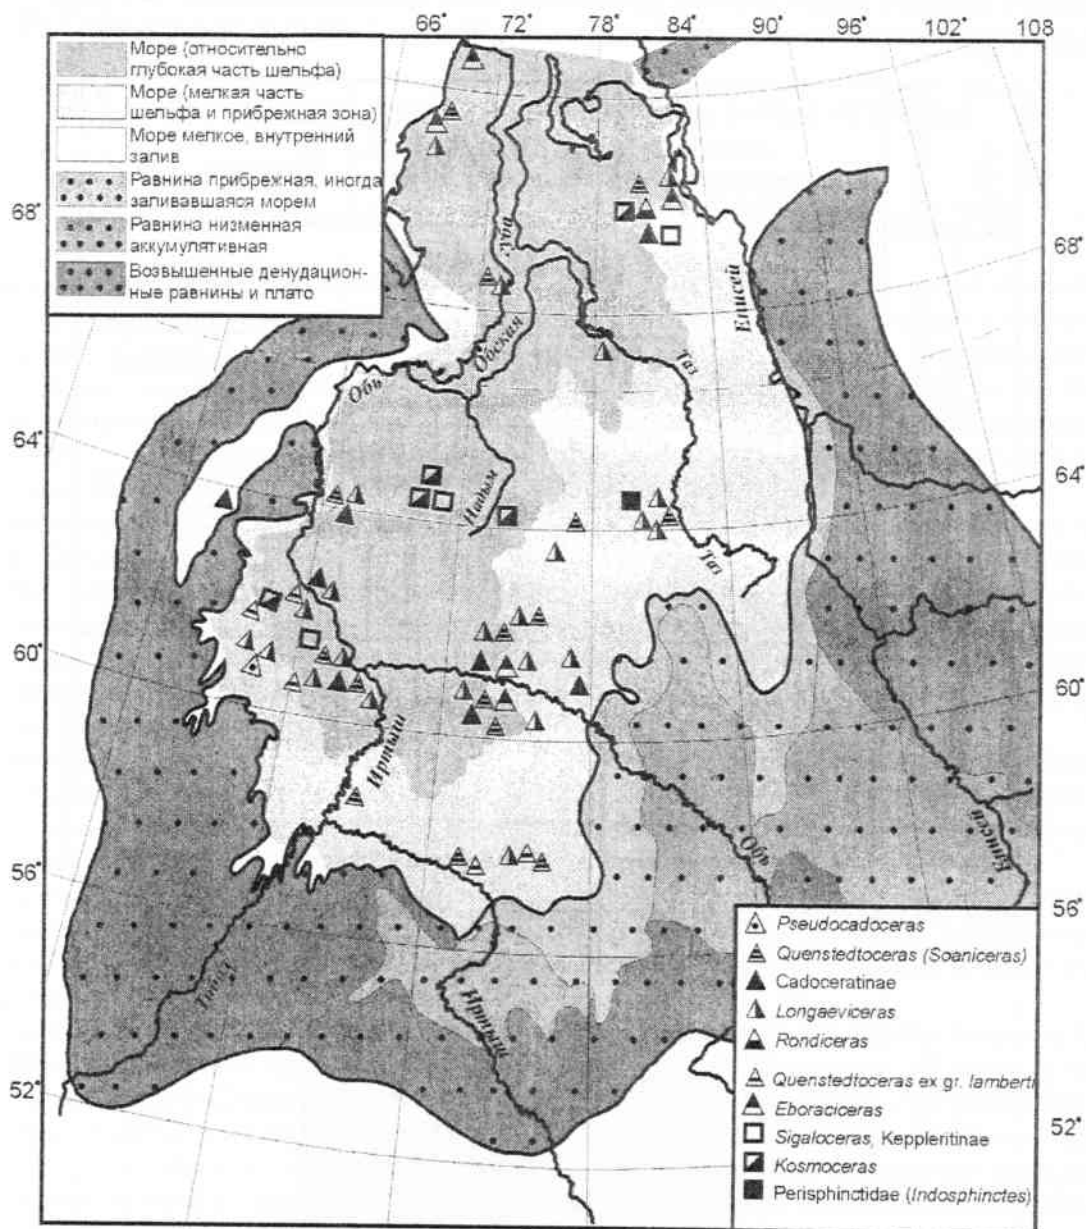 66° 72° 78° 84° 90° 96° 102° 108
Море (относительно
глубокая часть шельфа)
Море (мелкая часть
шельфа и прибрежная зона)
Море мелкое, внутренний
залив
Равнина прибрежная, иногда
заливавшаяся морем
Равнина низменная
аккумулятивная
Возвышенные денудацион-
ные равнины и плато
68°
68°
губа
Обская
Енисей
Таз
Обь
64°
64°
Надым
Таз
60°
60°
Иртыш
Обь
Енисей
56°
56°
Тобол
Иртыш
52°
52°
Pseudocadoceras
Quenstedtoceras (Soaniceras)
Cadoceratinae
Longaeviceras
Rondiceras
Quenstedtoceras ex gr. lamberti
Eboraciceras
Sigaloceras, Kepplertinae
Kosmoceras
Perisphinctidae (Indosphinctes)